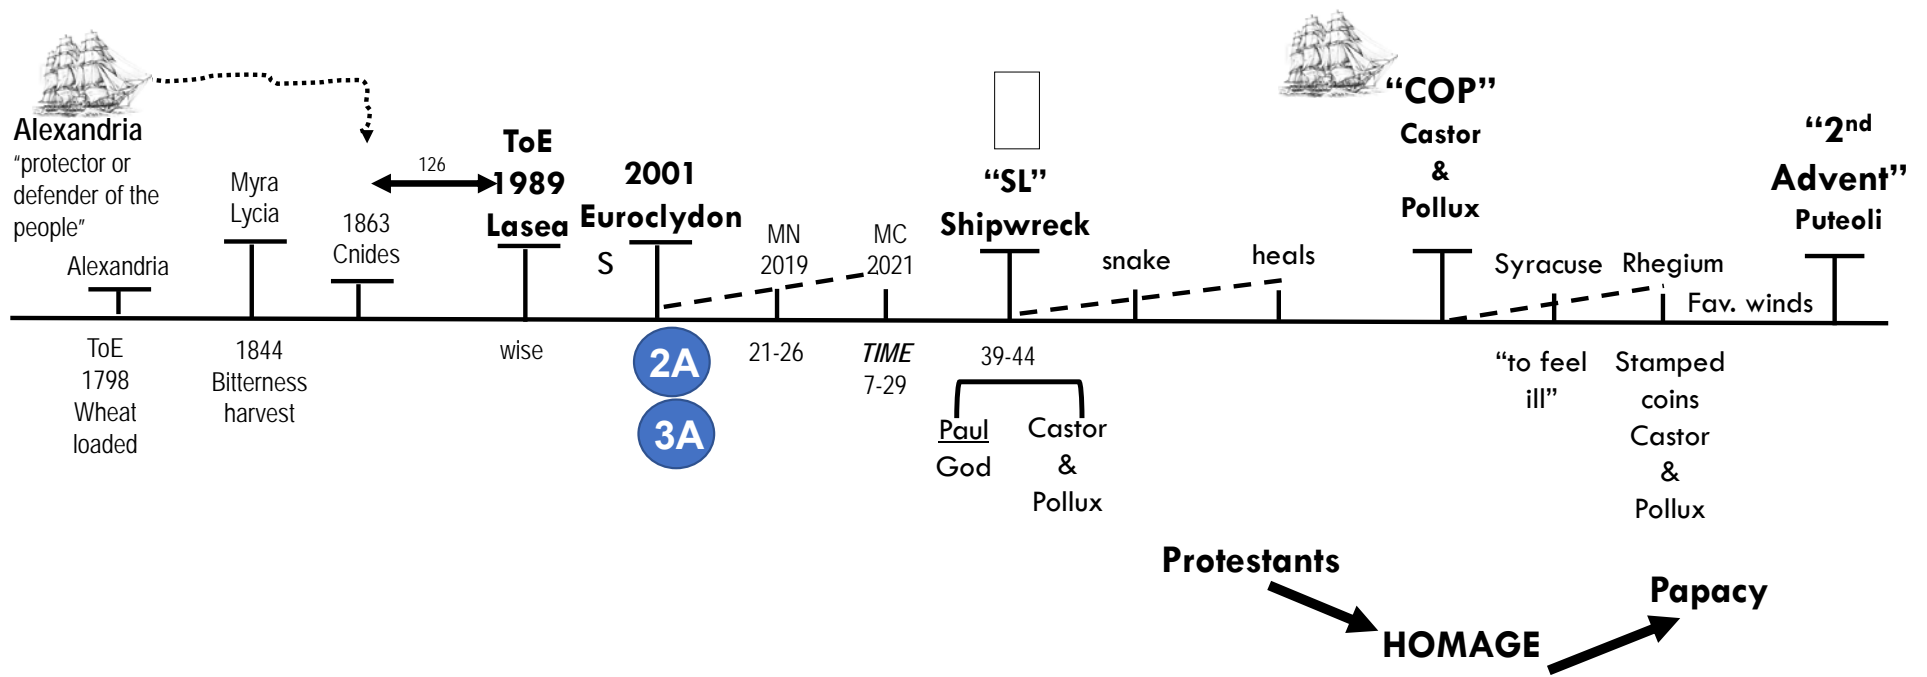 Alexandria
"protector or
defender of the
people"
Alexandria
ToE
1798
Wheat
loaded
Myra
Lycia
1844
Bitterness
harvest
1863
Cnides
126
ToE
1989
Lasea
wise
S
2001
Euroclydon
2A
3A
MN
2019
21-26
MC
2021
TIME
7-29
“SL”
Shipwreck
39-44
Paul
God
Castor
&
Pollux
snake
heals
“COP”
Castor
&
Pollux
Syracuse
“to feel
ill”
Rhegium
Stamped
coins
Castor
&
Pollux
Fav. winds
“2nd
Advent”
Puteoli
Protestants
HOMAGE
Papacy